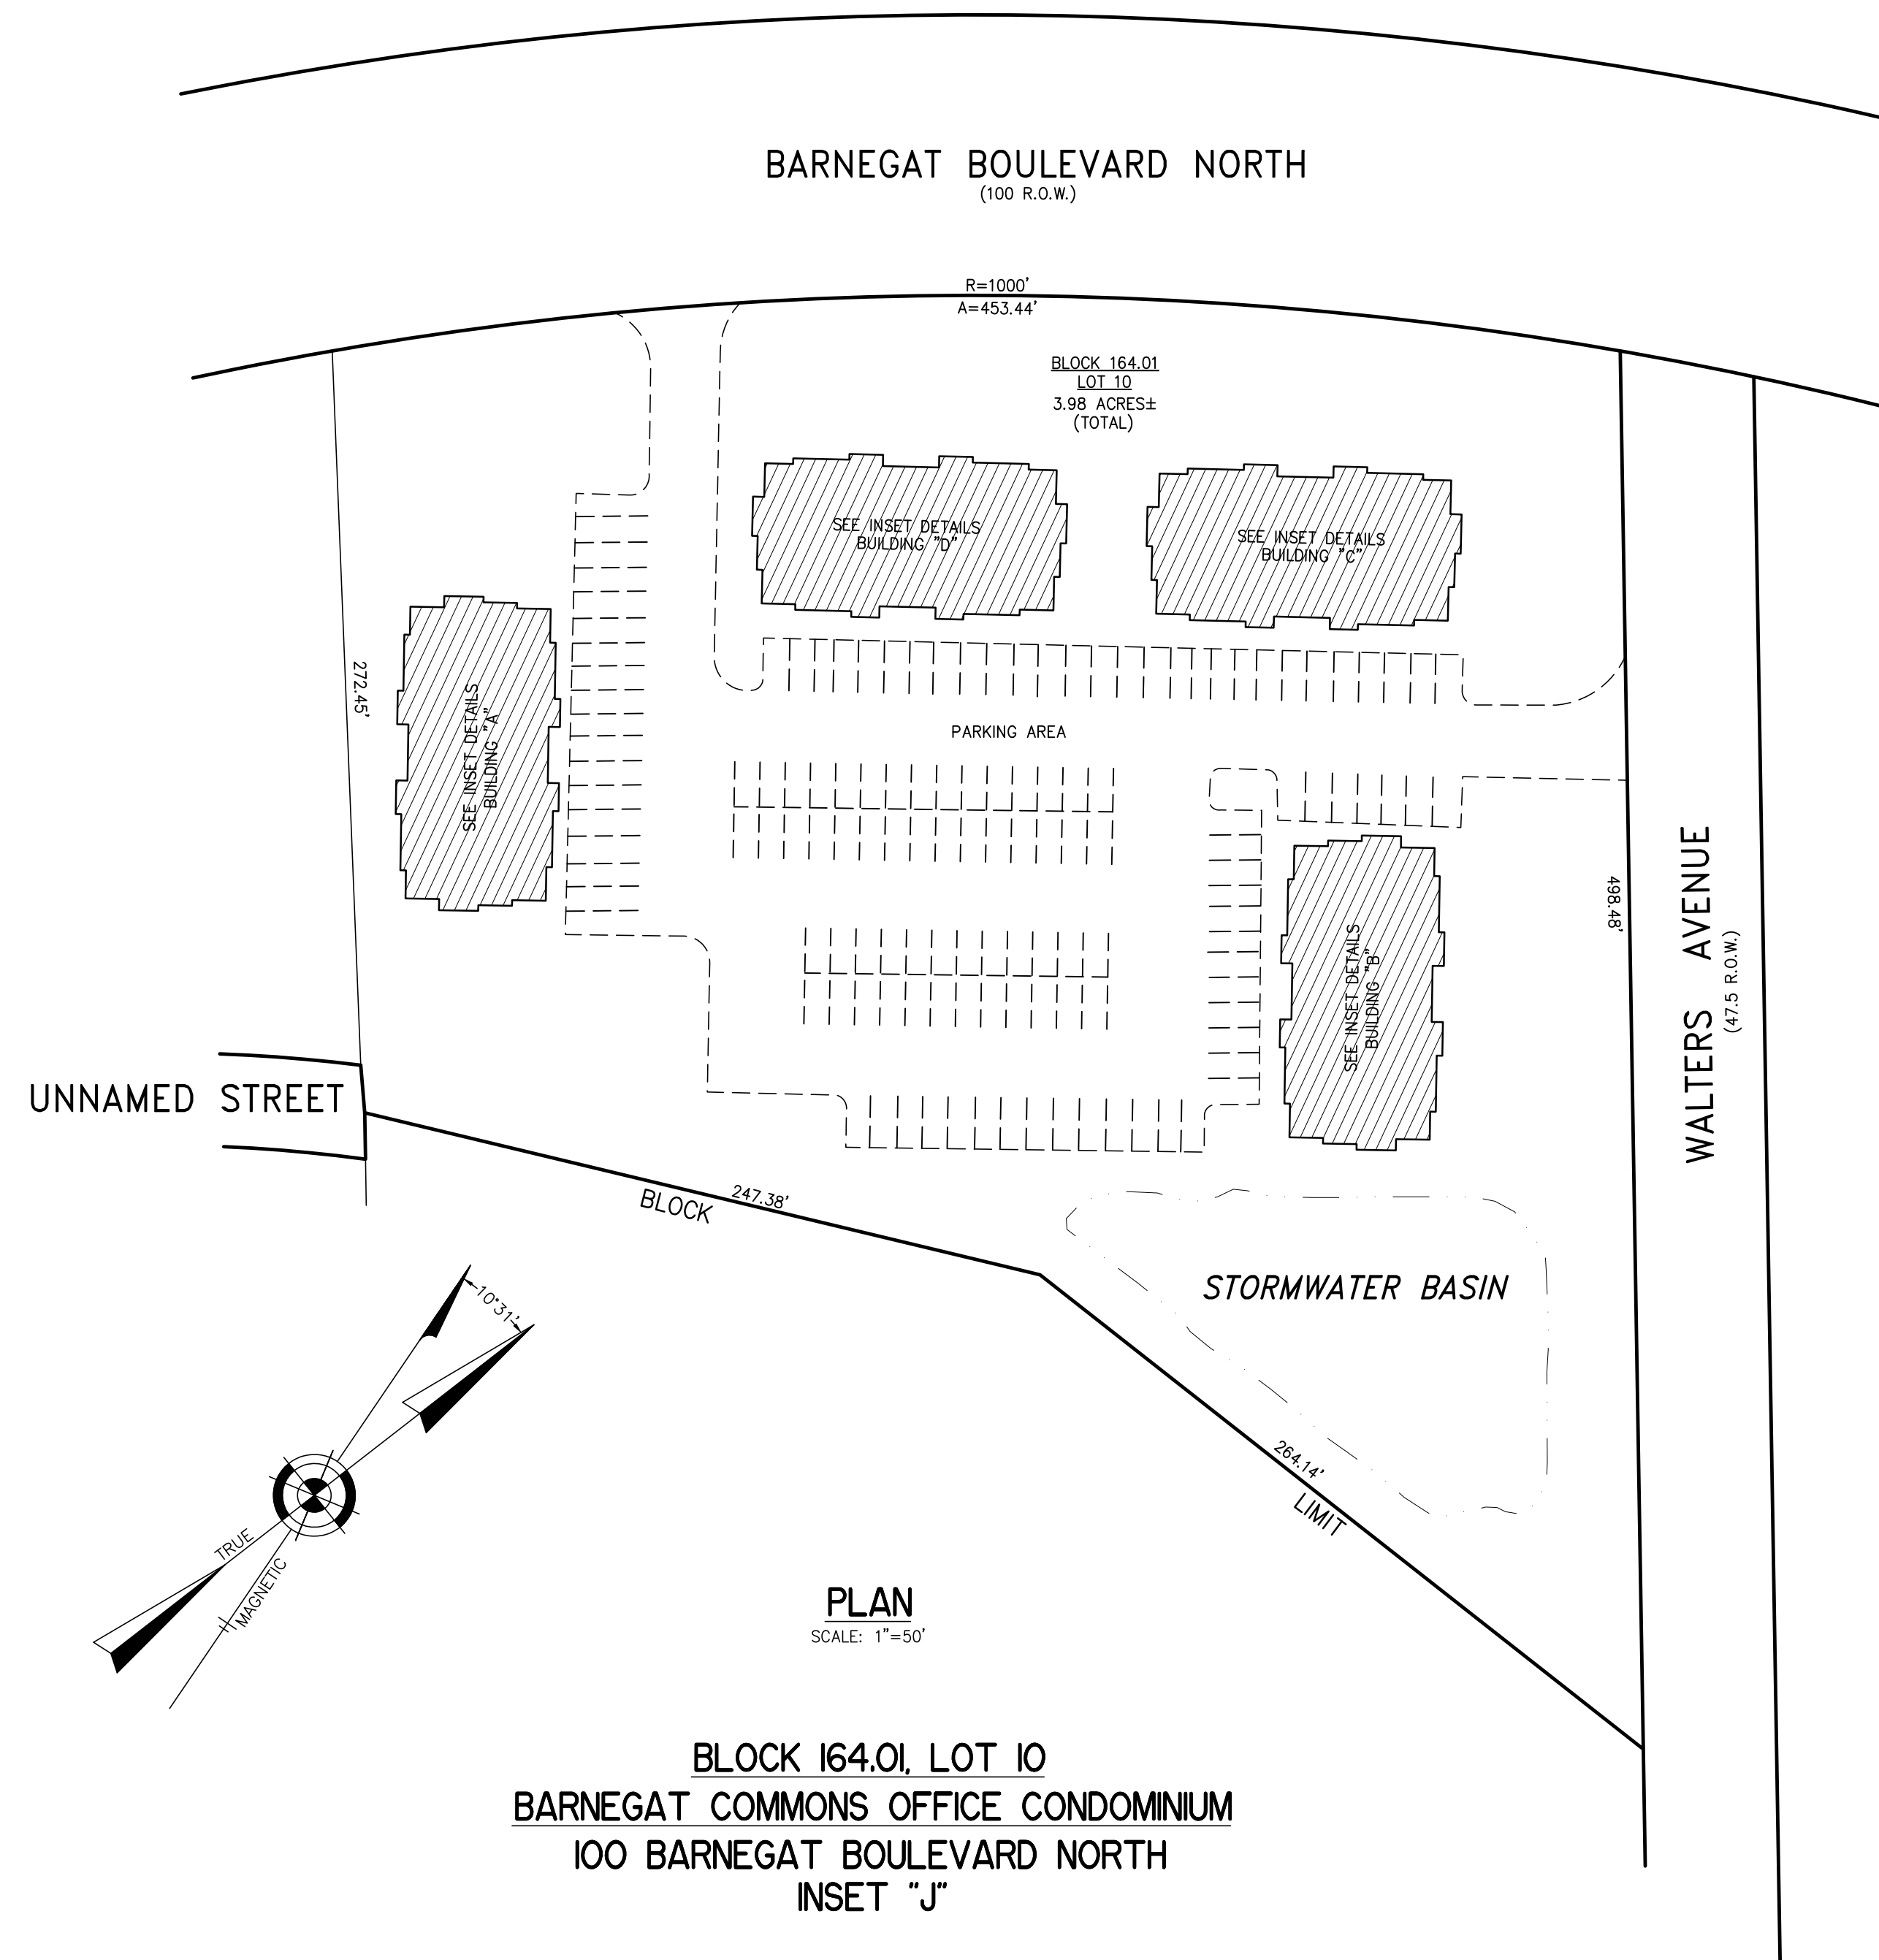 BARNEGAT BOULEVARD NORTH
(100 R.O.W.)
R=1000'
A=453.44'
BLOCK 164.01
LOT 10
3.98 ACRES±
(TOTAL)
SEE INSET DETAILS
BUILDING "D"
SEE INSET DETAILS
BUILDING "C"
272.45'
SEE INSET DETAILS
BUILDING "A"
PARKING AREA
SEE INSET DETAILS
BUILDING "B"
498.48'
WALTERS AVENUE
(47.5 R.O.W.)
UNNAMED STREET
247.38'
BLOCK
STORMWATER BASIN
10°31'
264.14'
LIMIT
TRUE
MAGNETIC
PLAN
SCALE: 1"=50'
BLOCK 164.01, LOT 10
BARNEGAT COMMONS OFFICE CONDOMINIUM
100 BARNEGAT BOULEVARD NORTH
INSET "J"